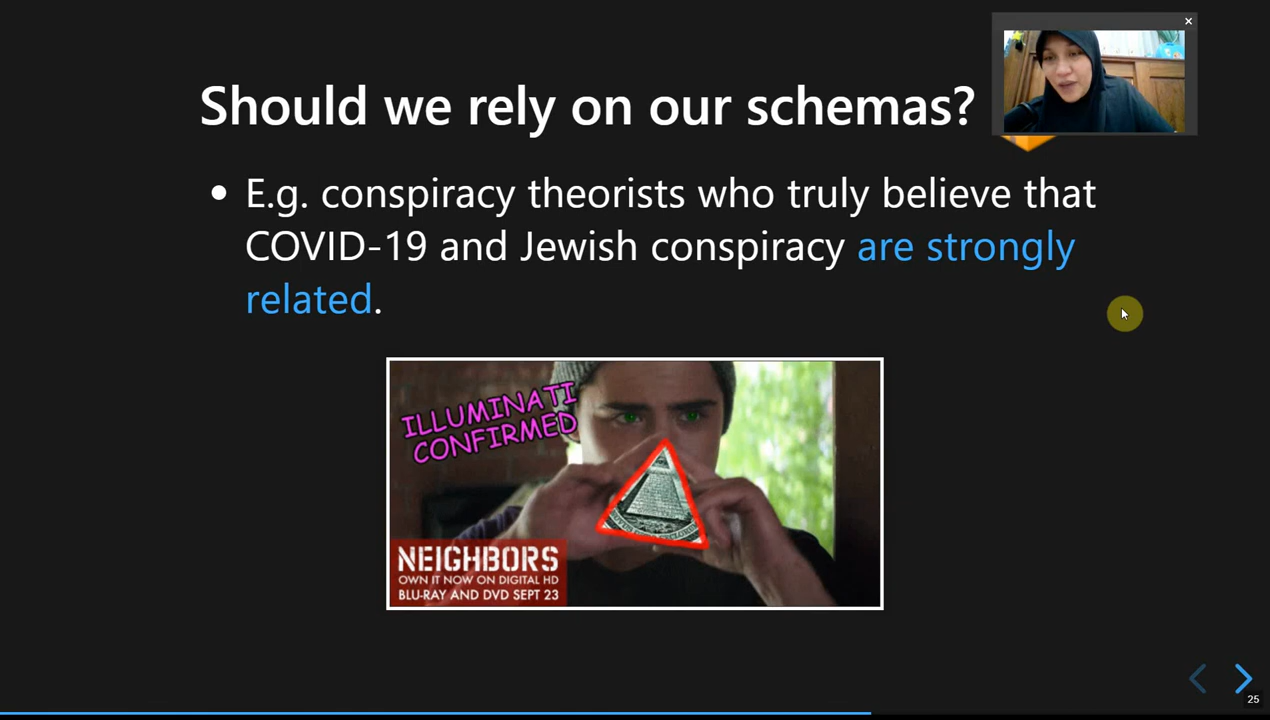 Should we rely on our schemas?
E.g. conspiracy theorists who truly believe that
COVID-19 and Jewish conspiracy are strongly
related.
ILLUMINATI
CONFIRMED
NEIGHBORS
OWN IT NOW ON DIGITAL HD
BLU-RAY AND DVD SEPT 23
25